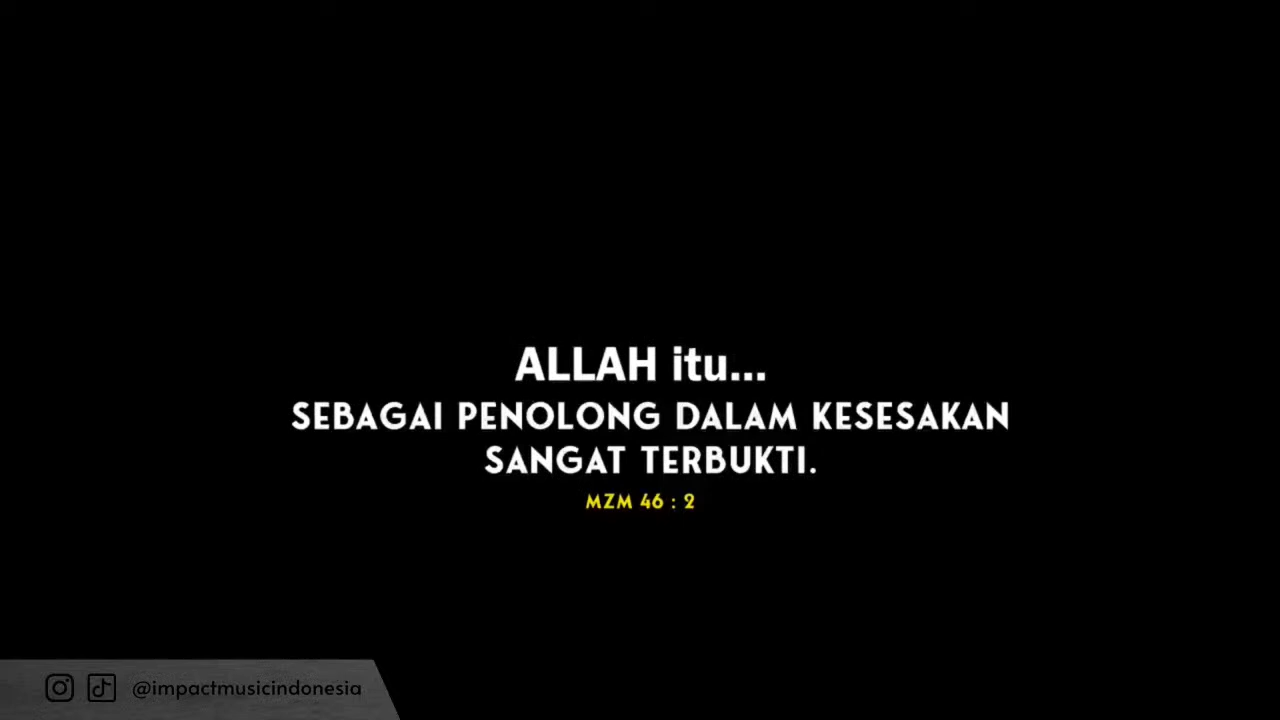 ALLAH itu...
SEBAGAI PENOLONG DALAM KESESAKAN
SANGAT TERBUKTI.
MZM 46 : 2
@impactmusicindonesia